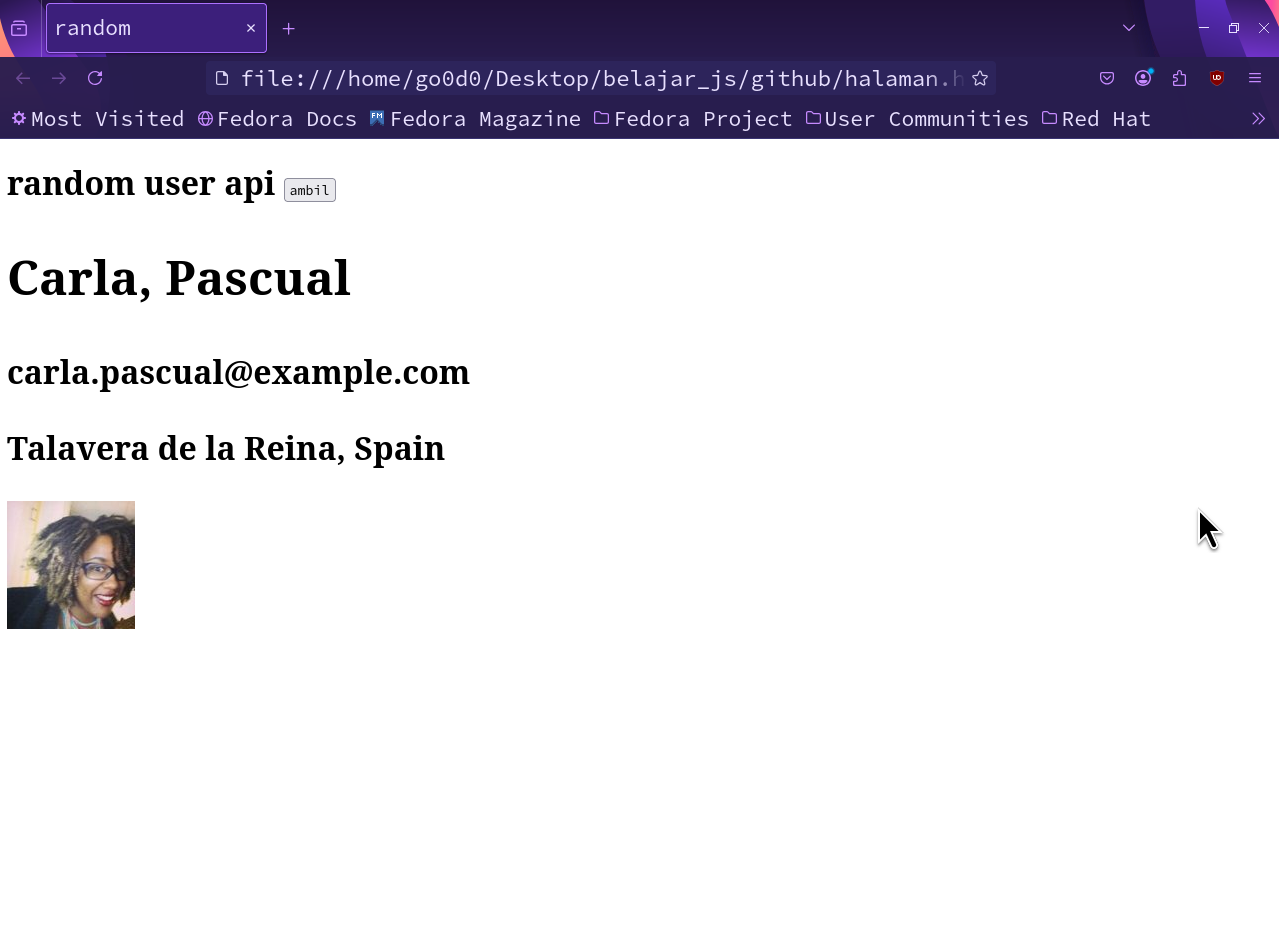 random
file:///home/go0d0/Desktop/belajar_js/github/halaman.h
Most Visited Fedora Docs Fedora Magazine Fedora Project User Communities Red Hat
random user api ambil
Carla, Pascual
carla.pascual@example.com
Talavera de la Reina, Spain